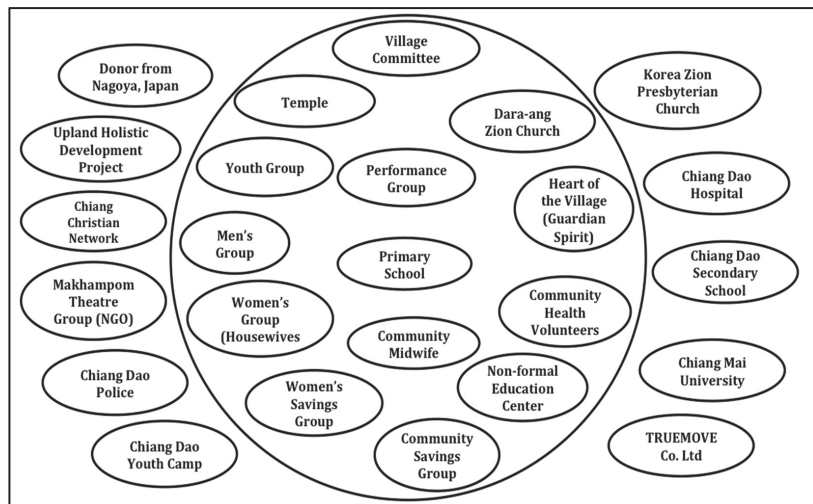 Village
Committee
Donor from
Nagoya, Japan
Korea Zion
Presbyterian
Church
Temple
Dara-ang
Zion Church
Upland Holistic
Development
Project
Youth Group
Performance
Group
Heart of
the Village
(Guardian
Spirit)
Chiang Dao
Hospital
Chiang
Christian
Network
Men's
Group
Primary
School
Chiang Dao
Secondary
School
Makhampom
Theatre
Group (NGO)
Women's
Group
(Housewives
Community
Health
Volunteers
Community
Midwife
Chiang Dao
Police
Women's
Savings
Group
Non-formal
Education
Center
Chiang Mai
University
Chiang Dao
Youth Camp
Community
Savings
Group
TRUEMOVE
Co. Ltd